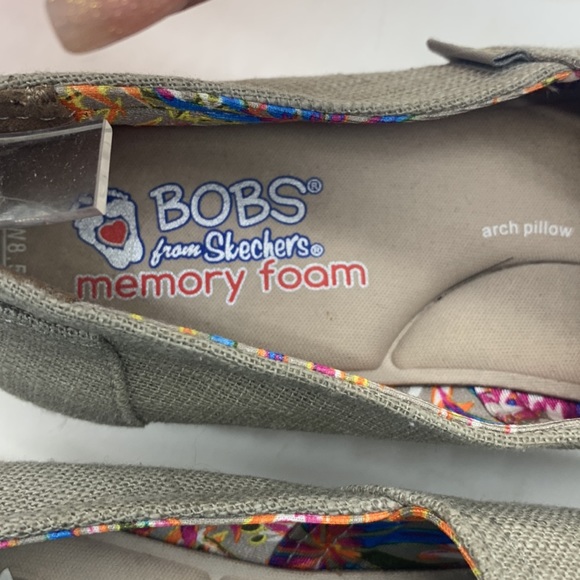 BOBS®
from Skechers®
memory foam
arch pillow